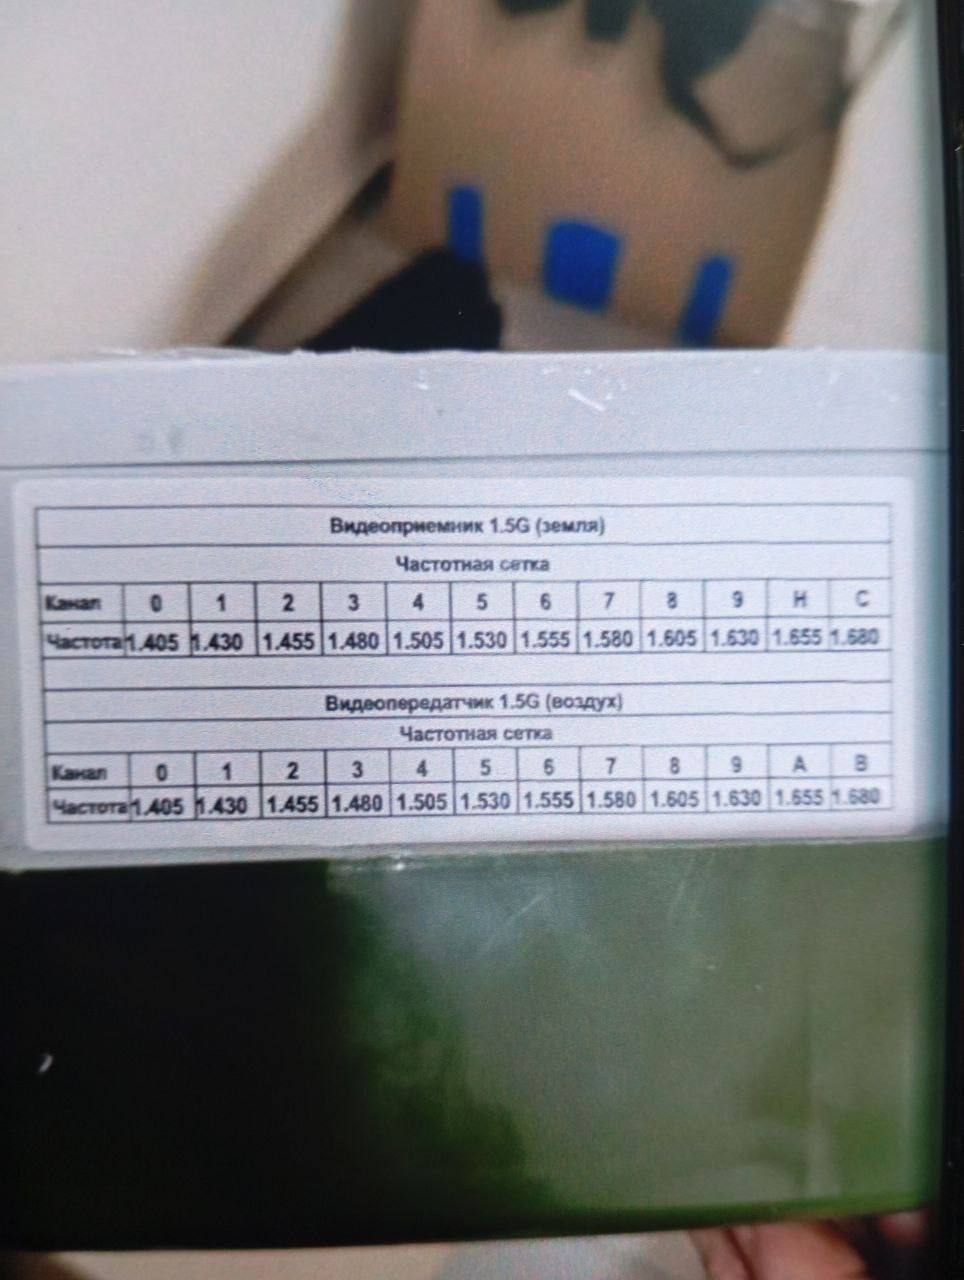 Видеоприемник 1.5G (земля)
Частотная сетка
Канал 0 1 2 3 4 5 6 7 8 9 H C
Частота 1.405 1.430 1.455 1.480 1.505 1.530 1.555 1.580 1.605 1.630 1.655 1.680
Видеопередатчик 1.5G (воздух)
Частотная сетка
Канал 0 1 2 3 4 5 6 7 8 9 A B
Частота 1.405 1.430 1.455 1.480 1.505 1.530 1.555 1.580 1.605 1.630 1.655 1.680